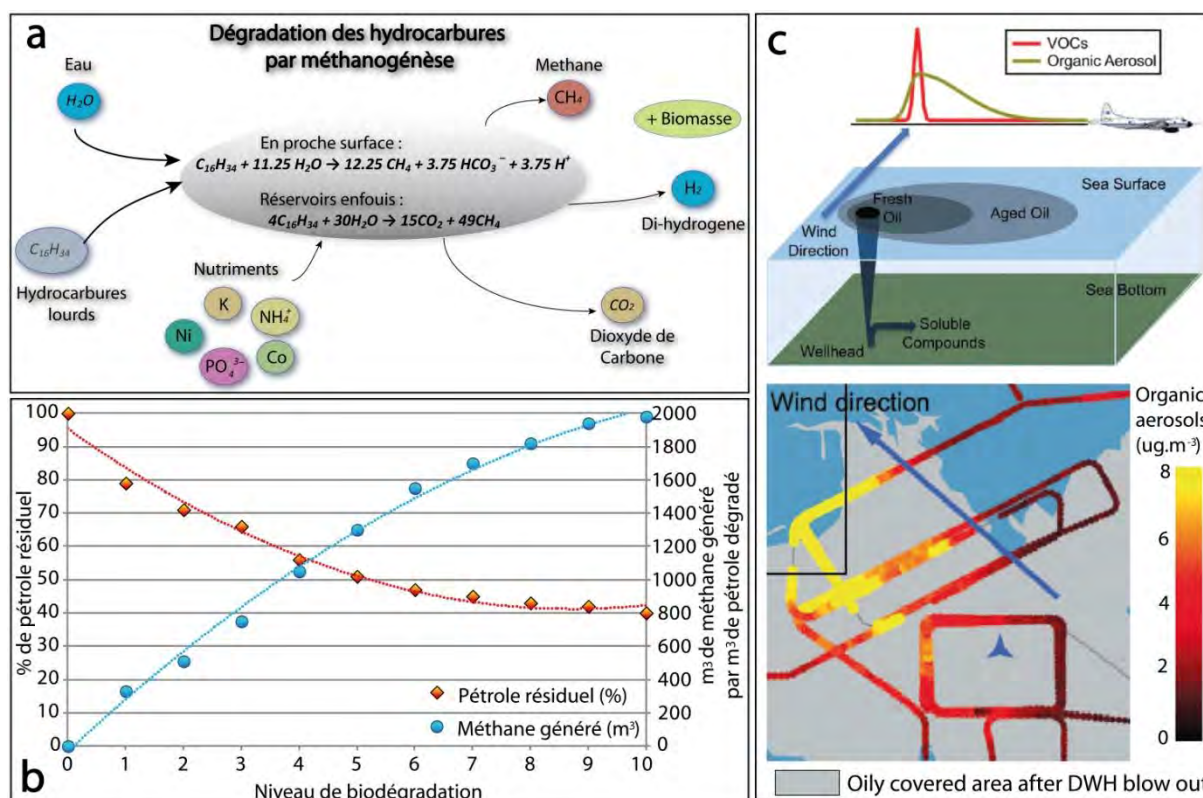 a
Dégradation des hydrocarbures
par méthanogénèse
Eau
H₂O
Methane
CH₄
+ Biomasse
En proche surface :
C₁₆H₃₄ + 11.25 H₂O → 12.25 CH₄ + 3.75 HCO₃⁻ + 3.75 H⁺
Réservoirs enfouis :
4C₁₆H₃₄ + 30H₂O → 15CO₂ + 49CH₄
H₂
Di-hydrogene
C₁₆H₃₄
Hydrocarbures
lourds
Nutriments
K
NH₄⁺
Ni
PO₄³⁻
Co
CO₂
Dioxyde de
Carbone
b
% de pétrole résiduel
100
90
80
70
60
50
40
30
20
10
0
2000
1800
1600
1400
1200
1000
800
600
400
200
0
m³ de méthane généré
par m³ de pétrole dégradé
Pétrole résiduel (%)
Méthane généré (m³)
0 1 2 3 4 5 6 7 8 9 10
Niveau de biodégradation
c
VOCs
Organic Aerosol
Sea Surface
Fresh
Oil
Aged Oil
Wind
Direction
Sea Bottom
Soluble
Compounds
Wellhead
Wind direction
Organic
aerosols
(ug.m⁻³)
8
6
4
2
0
Oily covered area after DWH blow out